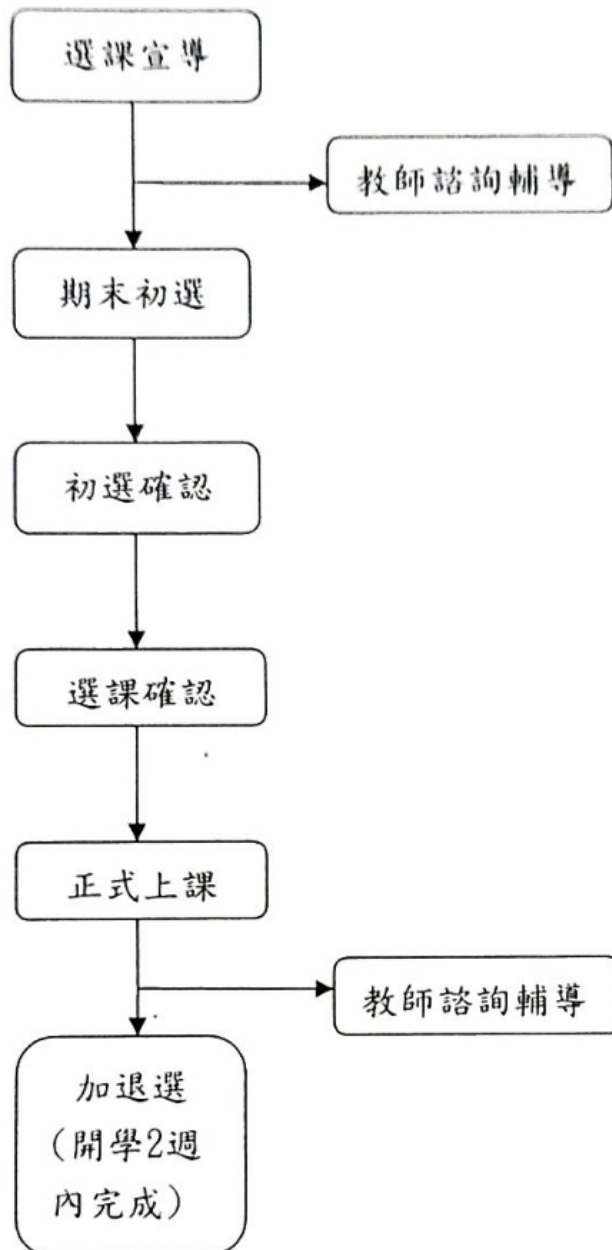 選課宣導
教師諮詢輔導
期末初選
初選確認
選課確認
正式上課
教師諮詢輔導
加退選
(開學2週
內完成)